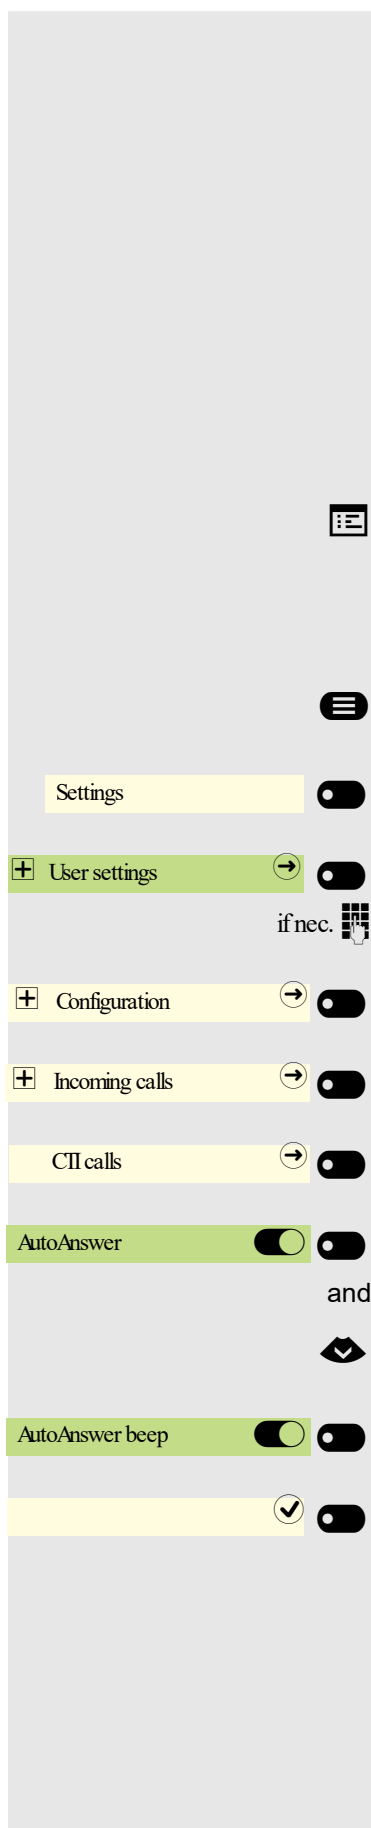 Settings
User settings
if nec.
Configuration
Incoming calls
CTI calls
AutoAnswer
and
AutoAnswer beep